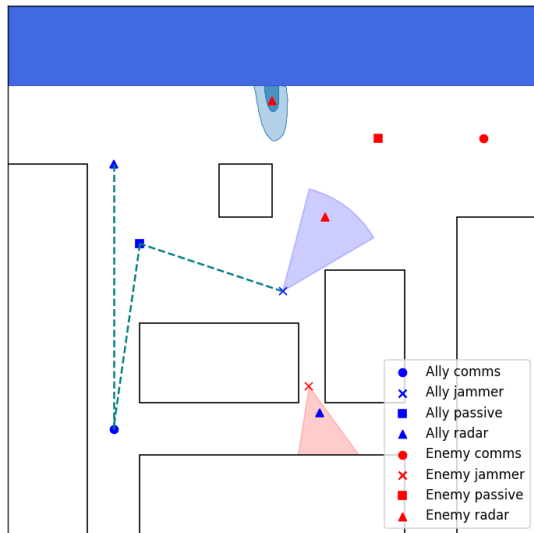 Ally comms
Ally jammer
Ally passive
Ally radar
Enemy comms
Enemy jammer
Enemy passive
Enemy radar